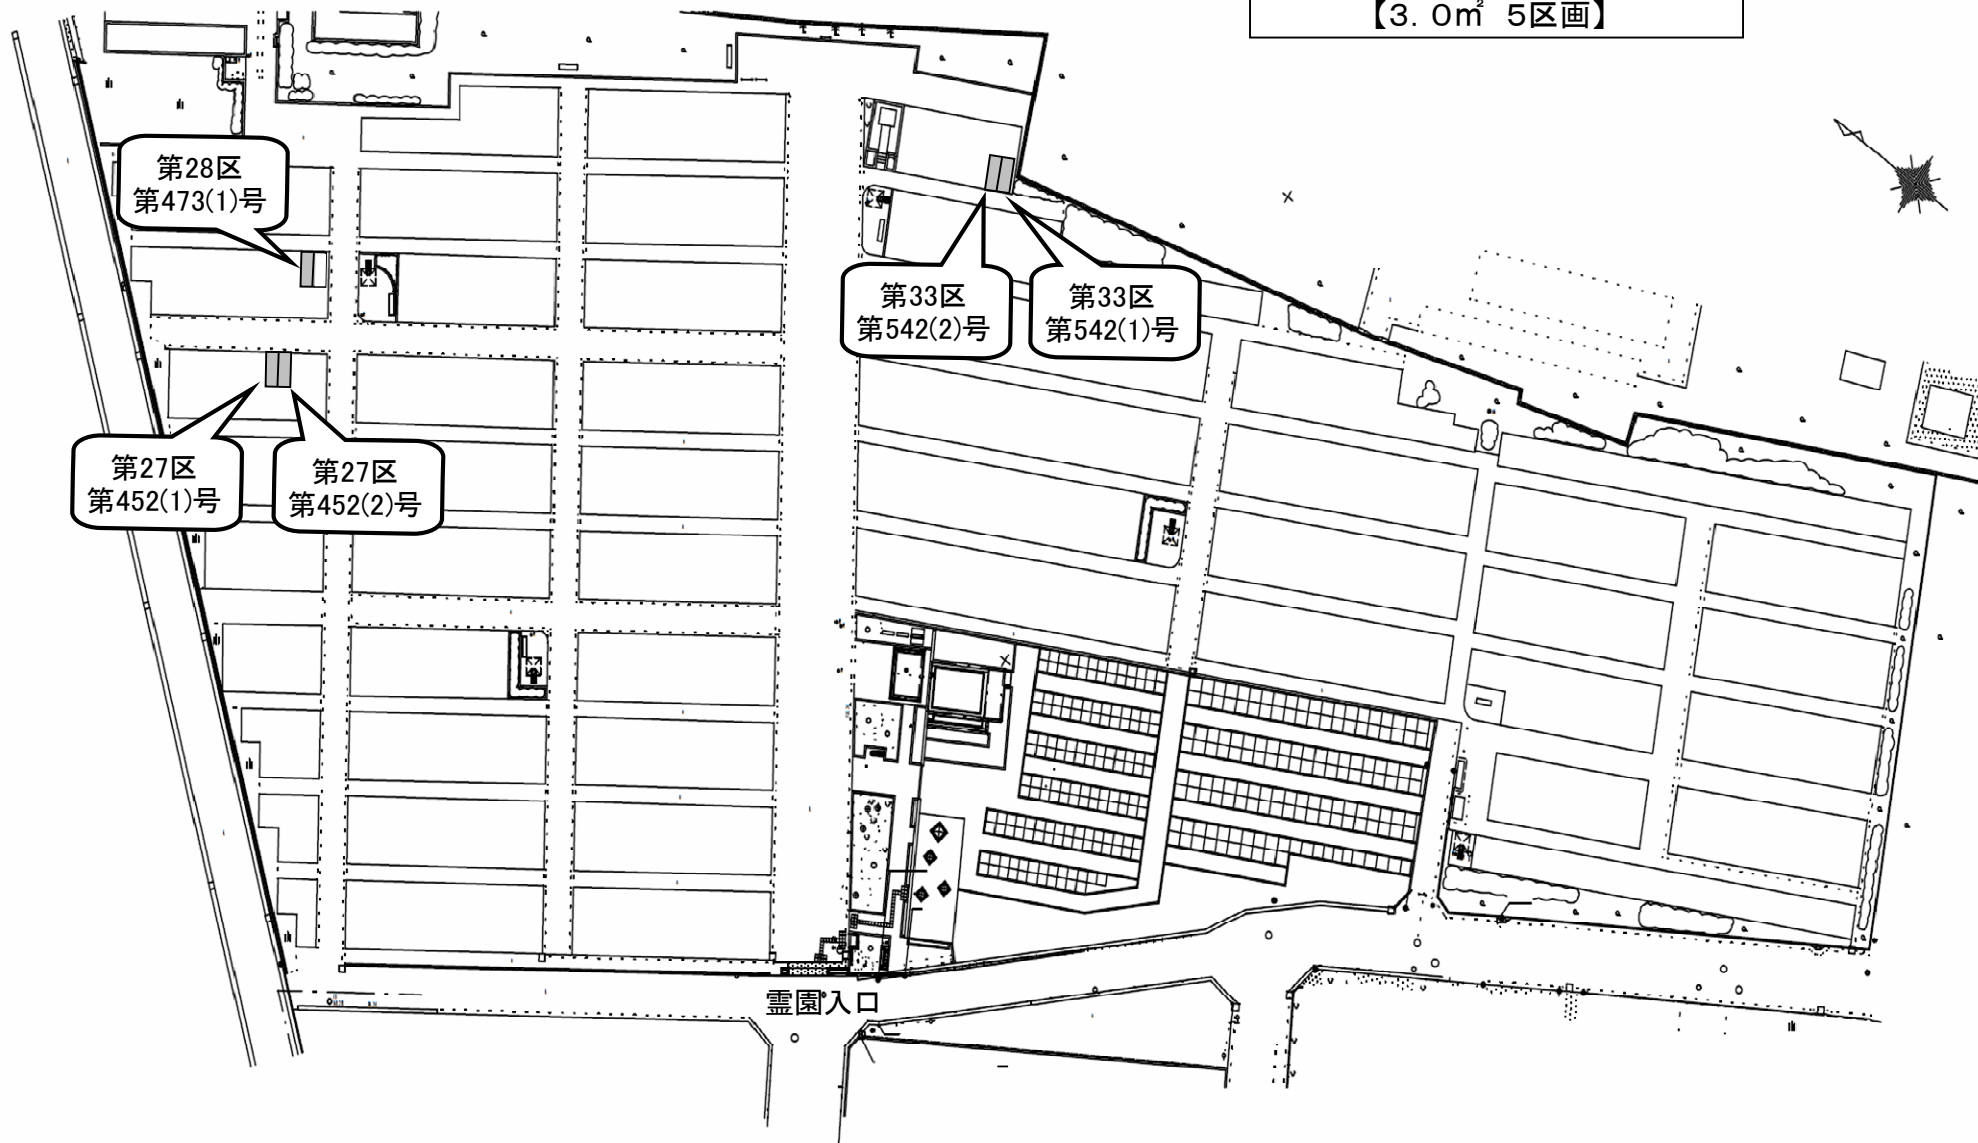 【3．0㎡ 5区画】
第28区
第473(1)号
第33区
第542(2)号
第33区
第542(1)号
第27区
第452(1)号
第27区
第452(2)号
霊園入口